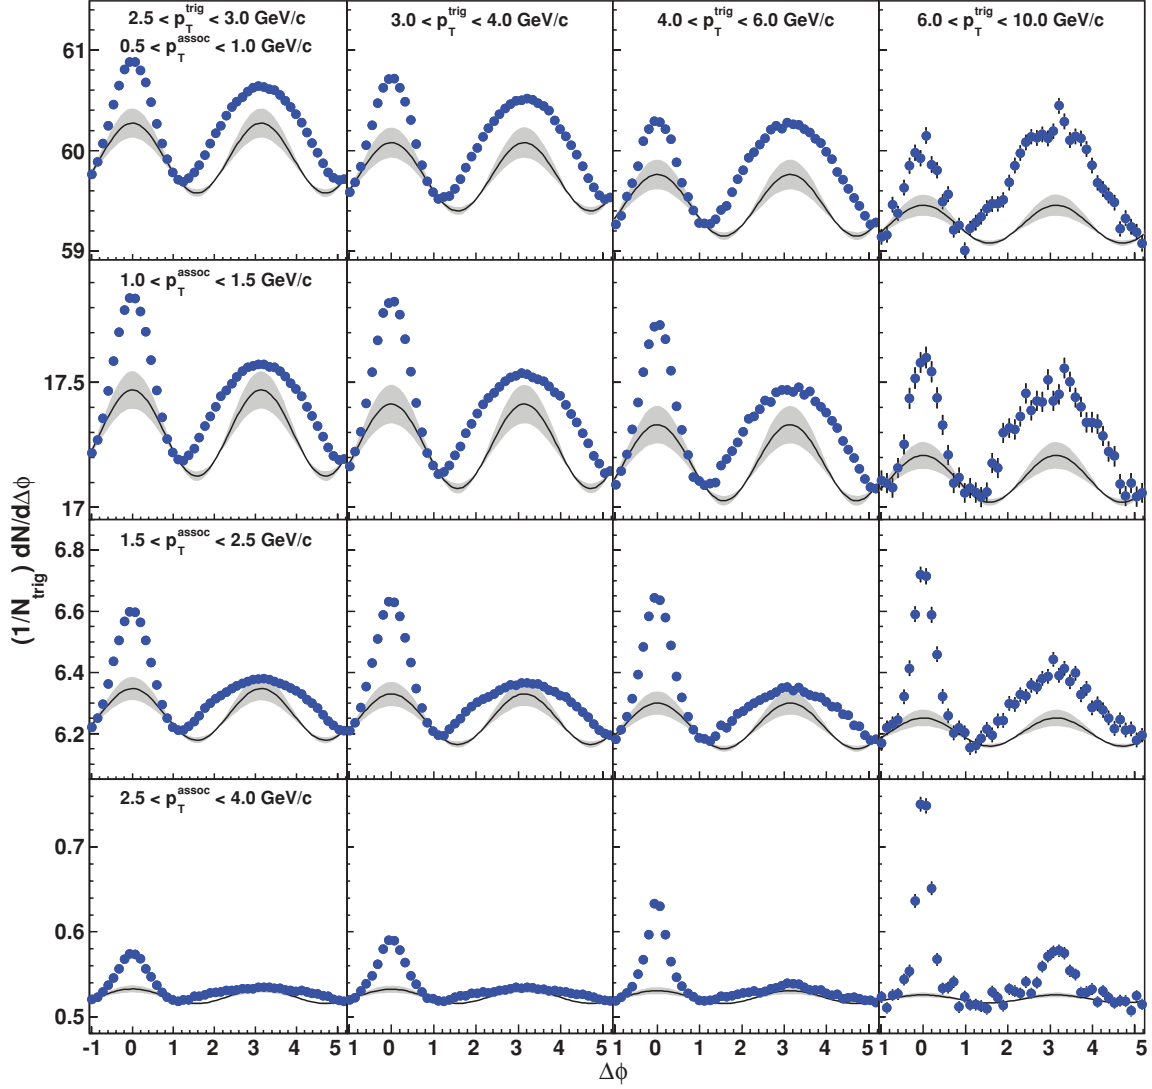 2.5 < p_T^trig < 3.0 GeV/c
0.5 < p_T^assoc < 1.0 GeV/c
3.0 < p_T^trig < 4.0 GeV/c
4.0 < p_T^trig < 6.0 GeV/c
6.0 < p_T^trig < 10.0 GeV/c
61
60
59
1.0 < p_T^assoc < 1.5 GeV/c
17.5
17
1.5 < p_T^assoc < 2.5 GeV/c
6.8
6.6
6.4
6.2
2.5 < p_T^assoc < 4.0 GeV/c
0.7
0.6
0.5
(1/N_trig) dN/dΔϕ
-1 0 1 2 3 4 5 1 0 1 2 3 4 5 1 0 1 2 3 4 5 1 0 1 2 3 4 5
Δϕ